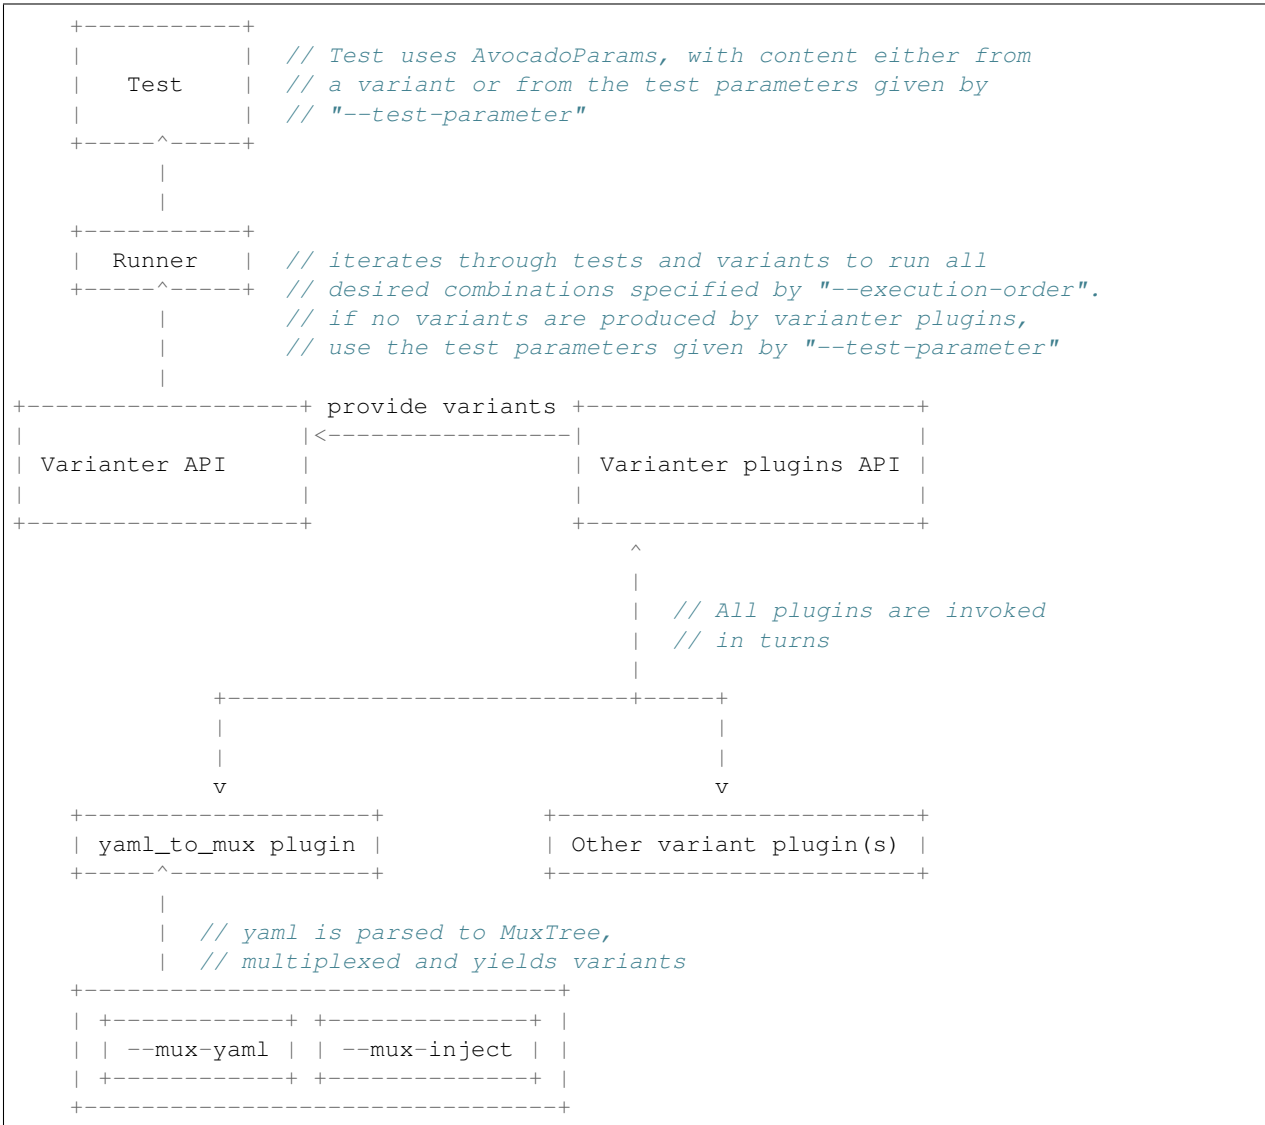 // Test uses AvocadoParams, with content either from
Test // a variant or from the test parameters given by
// "--test-parameter"
Runner // iterates through tests and variants to run all
// desired combinations specified by "--execution-order".
// if no variants are produced by varianter plugins,
// use the test parameters given by "--test-parameter"
provide variants
Varianter API Varianter plugins API
// All plugins are invoked
// in turns
v v
yaml_to_mux plugin Other variant plugin(s)
// yaml is parsed to MuxTree,
// multiplexed and yields variants
--mux-yaml --mux-inject